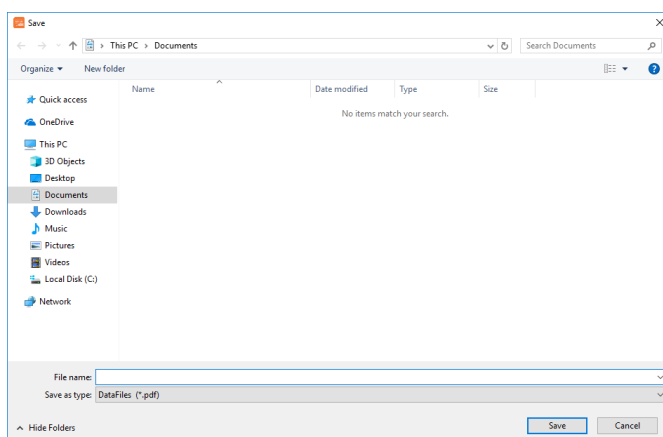 Save
This PC > Documents
Search Documents
Organize
New folder
Name
Date modified
Type
Size
No items match your search.
Quick access
OneDrive
This PC
3D Objects
Desktop
Documents
Downloads
Music
Pictures
Videos
Local Disk (C:)
Network
File name:
Save as type: DataFiles (*.pdf)
Hide Folders
Save
Cancel